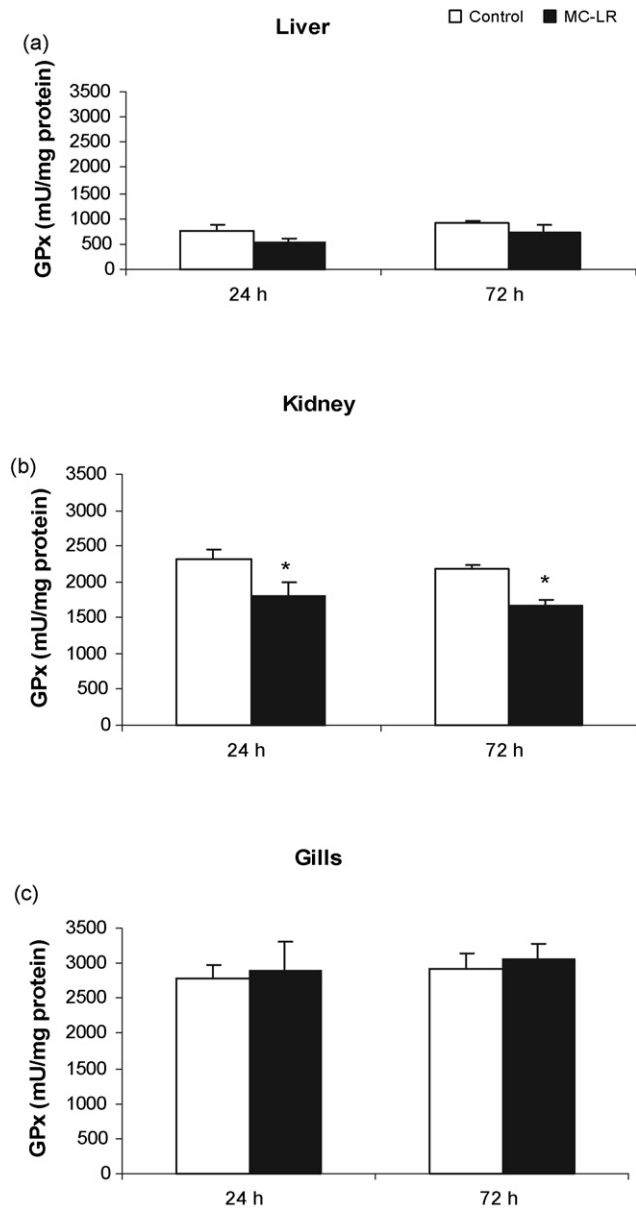 (a)
Liver
Control MC-LR
GPx (mU/mg protein)
3500
3000
2500
2000
1500
1000
500
0
24 h 72 h
Kidney
(b)
GPx (mU/mg protein)
3500
3000
2500
2000
1500
1000
500
0
* *
24 h 72 h
Gills
(c)
GPx (mU/mg protein)
3500
3000
2500
2000
1500
1000
500
0
24 h 72 h